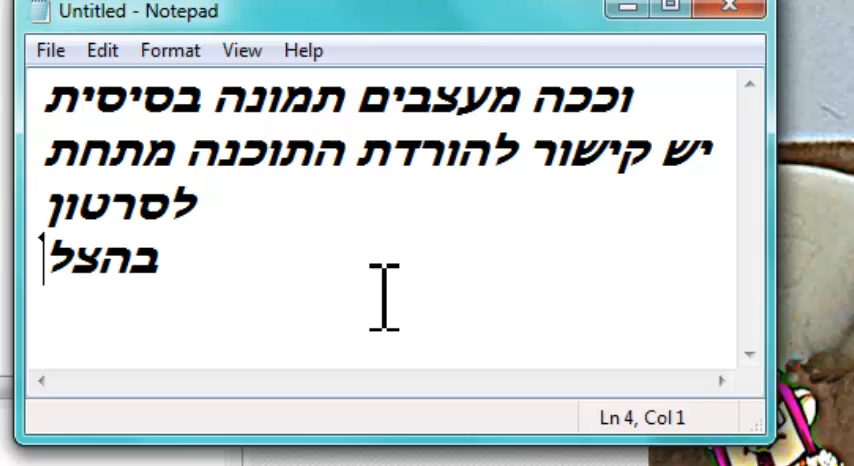 Untitled - Notepad
File Edit Format View Help
וככה מעצבים תמונה בסיסית
יש קישור להורדת התוכנה מתחת
לסרטון
בהצל
Ln 4, Col 1